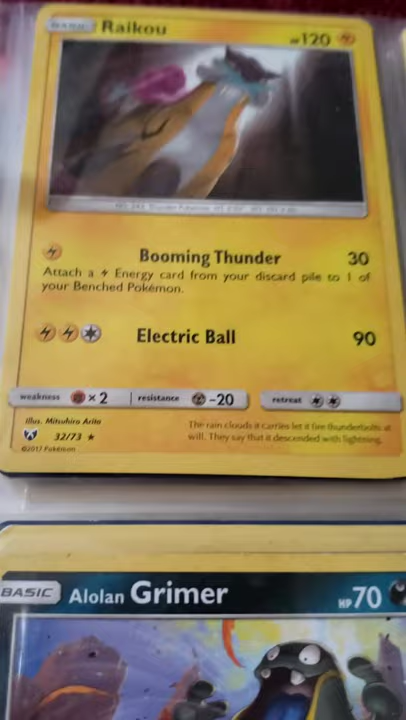 BASIC Raikou HP120
Booming Thunder 30
Attach a Energy card from your discard pile to 1 of
your Benched Pokémon.
Electric Ball 90
weakness ×2 resistance -20 retreat
Illus. Mitsuhiro Arita
32/73
©2017 Pokémon
The rain clouds it carries let it fire thunderbolts at
will. They say that it descended with lightning.
BASIC Alolan Grimer HP70